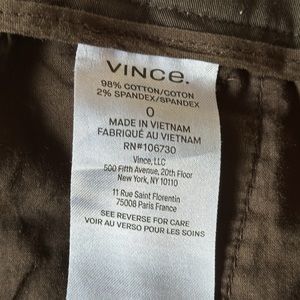 VINCE.
98% COTTON/COTON
2% SPANDEX/SPANDEX
0
MADE IN VIETNAM
FABRIQUÉ AU VIETNAM
RN#106730
Vince, LLC
500 Fifth Avenue, 20th Floor
New York, NY 10110
11 Rue Saint Florentin
75008 Paris France
SEE REVERSE FOR CARE
VOIR AU VERSO POUR LES SOINS